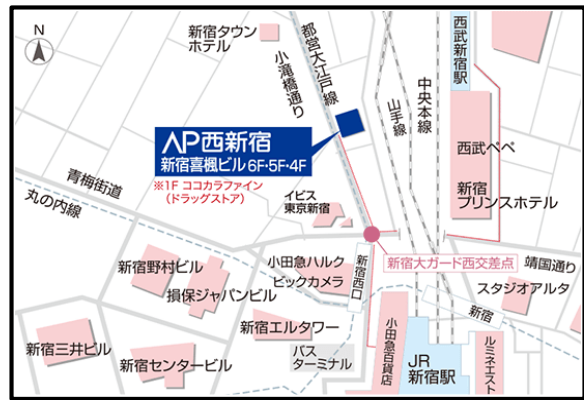 N
新宿タウン
ホテル
都営大江戸線
小滝橋通り
西武新宿駅
中央本線
山手線
AP西新宿
新宿喜楓ビル6F・5F・4F
※1F ココカラファイン
(ドラッグストア)
西武ペペ
新宿
プリンスホテル
青梅街道
丸の内線
イビス
東京新宿
新宿大ガード西交差点
靖国通り
新宿野村ビル
損保ジャパンビル
小田急ハルク
ビックカメラ
新宿西口
スタジオアルタ
新宿
新宿エルタワー
新宿三井ビル
新宿センタービル
バス
ターミナル
小田急百貨店
JR
新宿駅
ルミネエスト